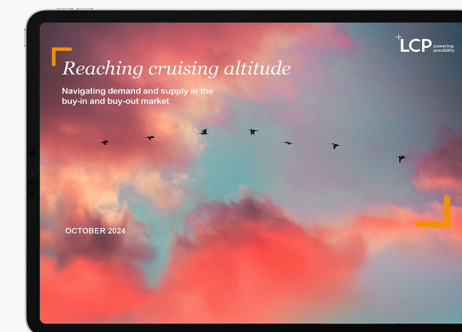 LCP powering
possibility
Reaching cruising altitude
Navigating demand and supply in the
buy-in and buy-out market
OCTOBER 2024